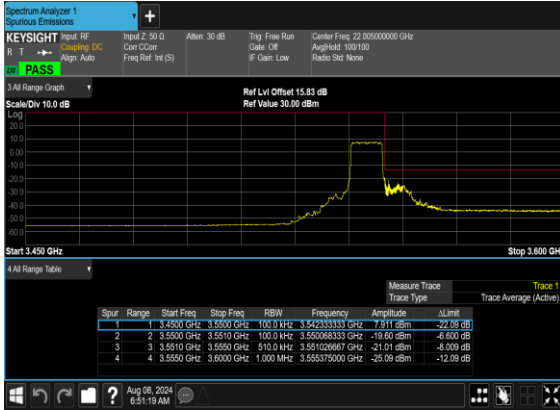 Spectrum Analyzer 1
Spurious Emissions
+
KEYSIGHT Input: RF Input Z: 50 Ω Atten: 30 dB Trig: Free Run Center Freq: 22.005000000 GHz
R T Coupling: DC Corr CCorr Gate: Off Avg|Hold: 100/100
Align: Auto Freq Ref: Int (S) IF Gain: Low Radio Std: None
PASS
3 All Range Graph
Scale/Div 10.0 dB
Ref Lvl Offset 15.83 dB
Ref Value 30.00 dBm
Log
20.0
10.0
0.00
-10.0
-20.0
-30.0
-40.0
-50.0
-60.0
Start 3.450 GHz Stop 3.600 GH
4 All Range Table
Measure Trace Trace 1
Trace Type Trace Average (Active)
Spur Range Start Freq Stop Freq RBW Frequency Amplitude ΔLimit
1 1 3.4500 GHz 3.5500 GHz 100.0 kHz 3.542333333 GHz 7.911 dBm -22.09 dB
2 2 3.5500 GHz 3.5510 GHz 100.0 kHz 3.550068333 GHz -19.60 dBm -6.600 dB
3 3 3.5510 GHz 3.5550 GHz 510.0 kHz 3.551026667 GHz -21.01 dBm -8.009 dB
4 4 3.5550 GHz 3.6000 GHz 1.000 MHz 3.555375000 GHz -25.09 dBm -12.09 dB
? Aug 08, 2024
6:51:19 AM